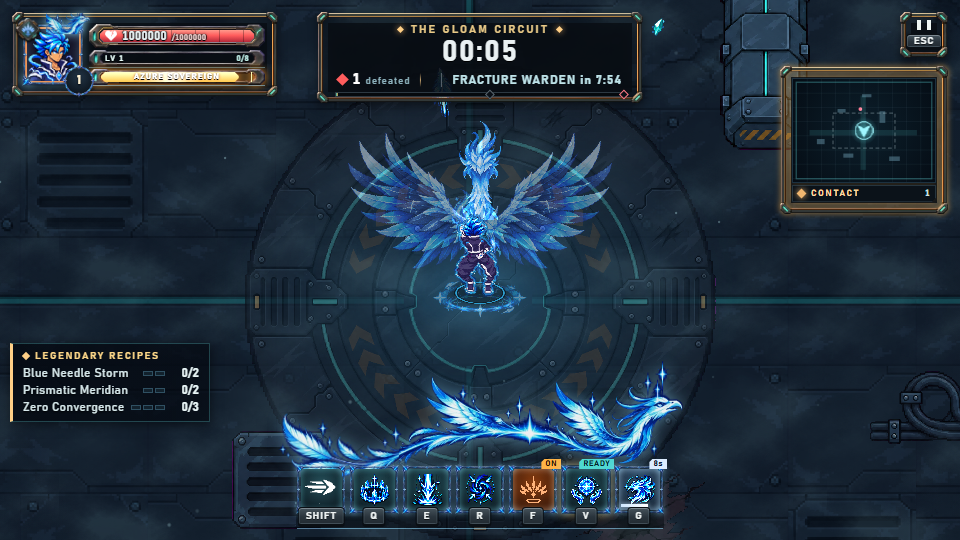 1000000 /1000000
LV 1 0/8
1 AZURE SOVEREIGN
THE GLOAM CIRCUIT
00:05
1 defeated FRACTURE WARDEN in 7:54
ESC
CONTACT 1
LEGENDARY RECIPES
Blue Needle Storm 0/2
Prismatic Meridian 0/2
Zero Convergence 0/3
ON READY 8s
SHIFT Q E R F V G